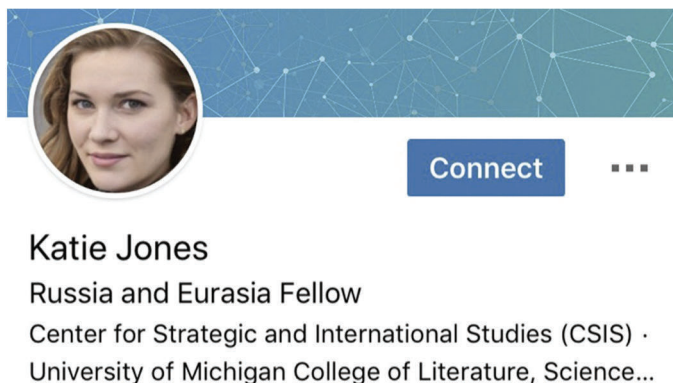 Connect
Katie Jones
Russia and Eurasia Fellow
Center for Strategic and International Studies (CSIS) ·
University of Michigan College of Literature, Science...